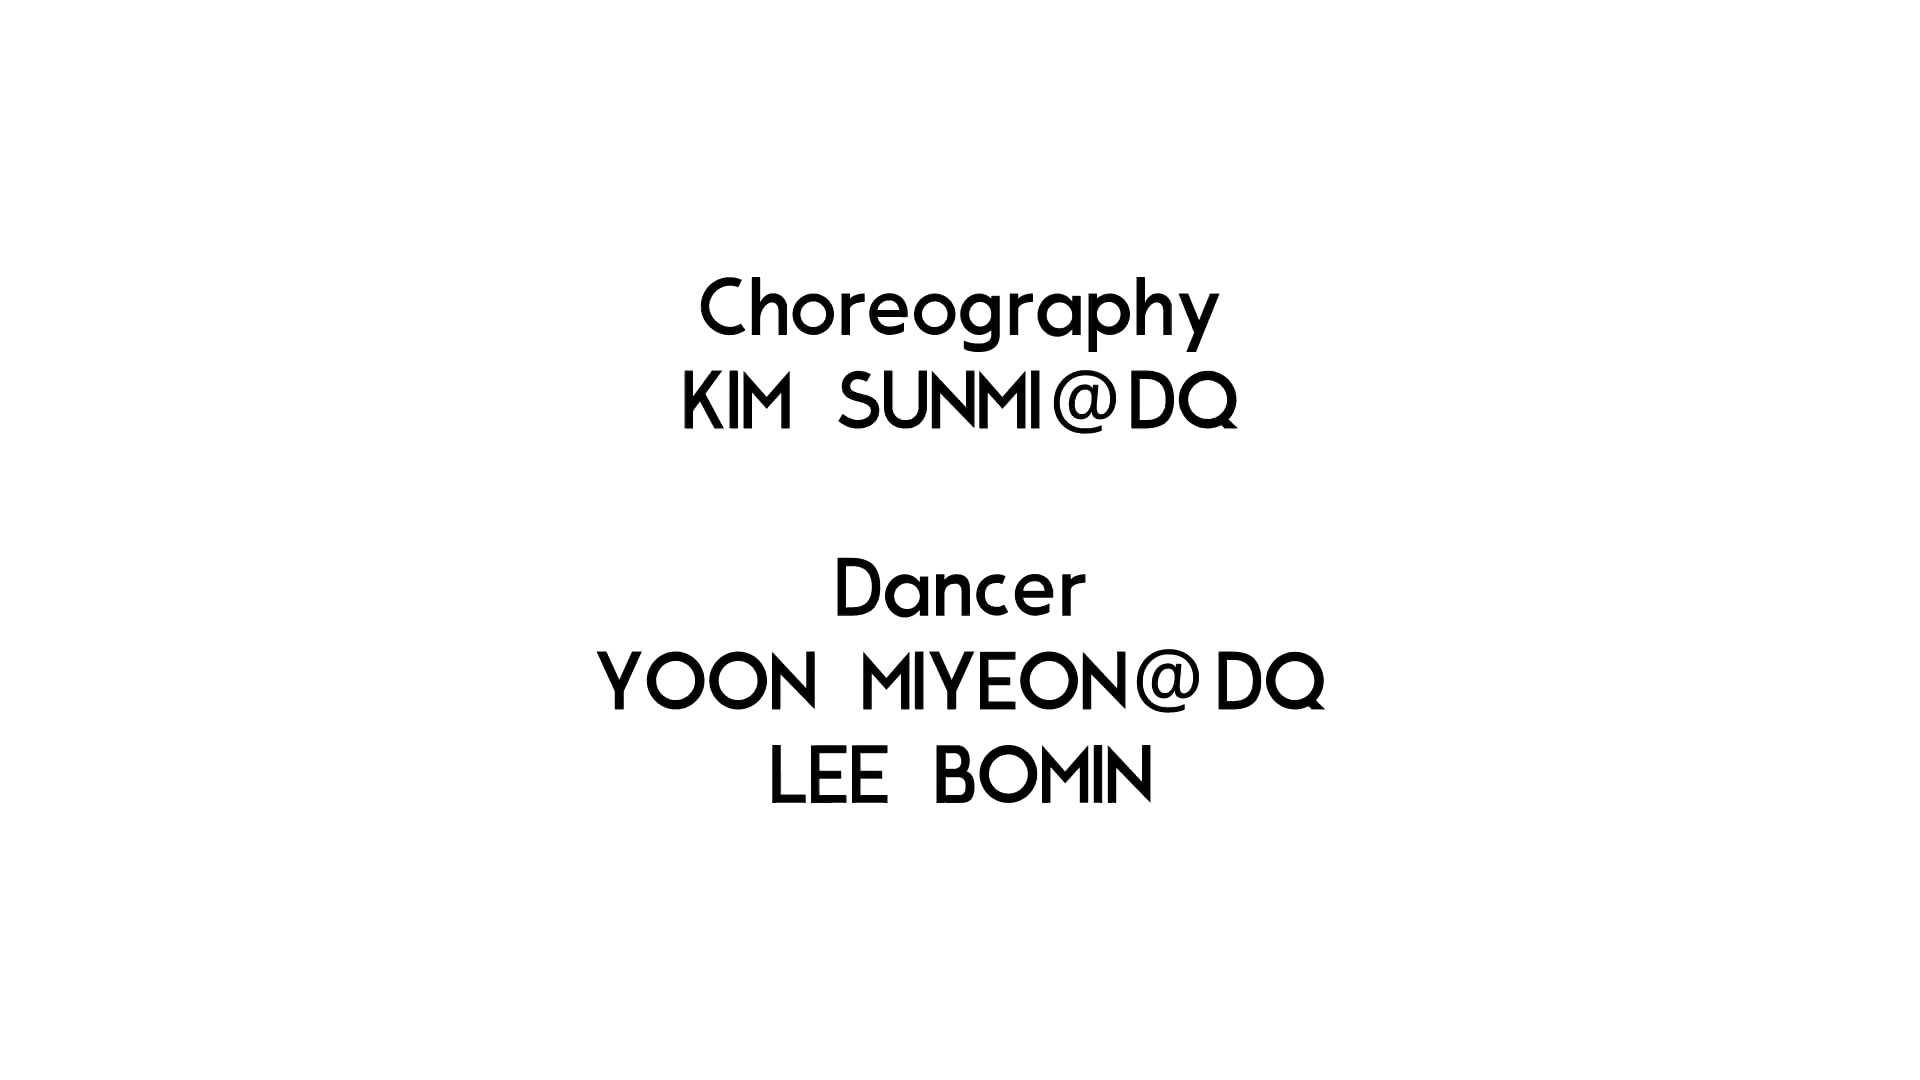 Choreography
KIM SUNMI@DQ
Dancer
YOON MIYEON@DQ
LEE BOMIN